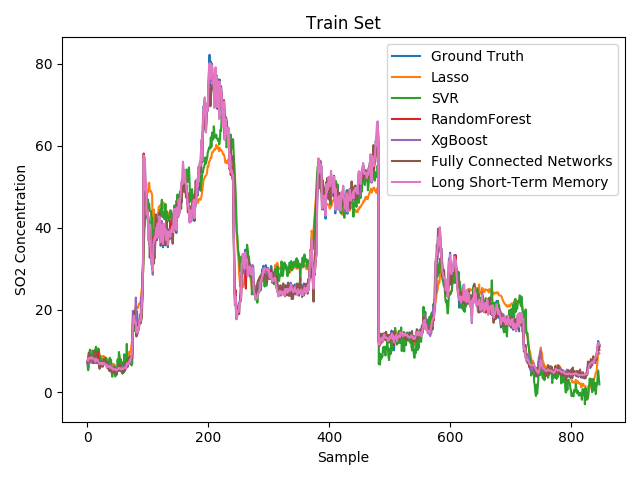 Train Set
Ground Truth
Lasso
SVR
RandomForest
XgBoost
Fully Connected Networks
Long Short-Term Memory
80
60
40
20
0
SO2 Concentration
0 200 400 600 800
Sample